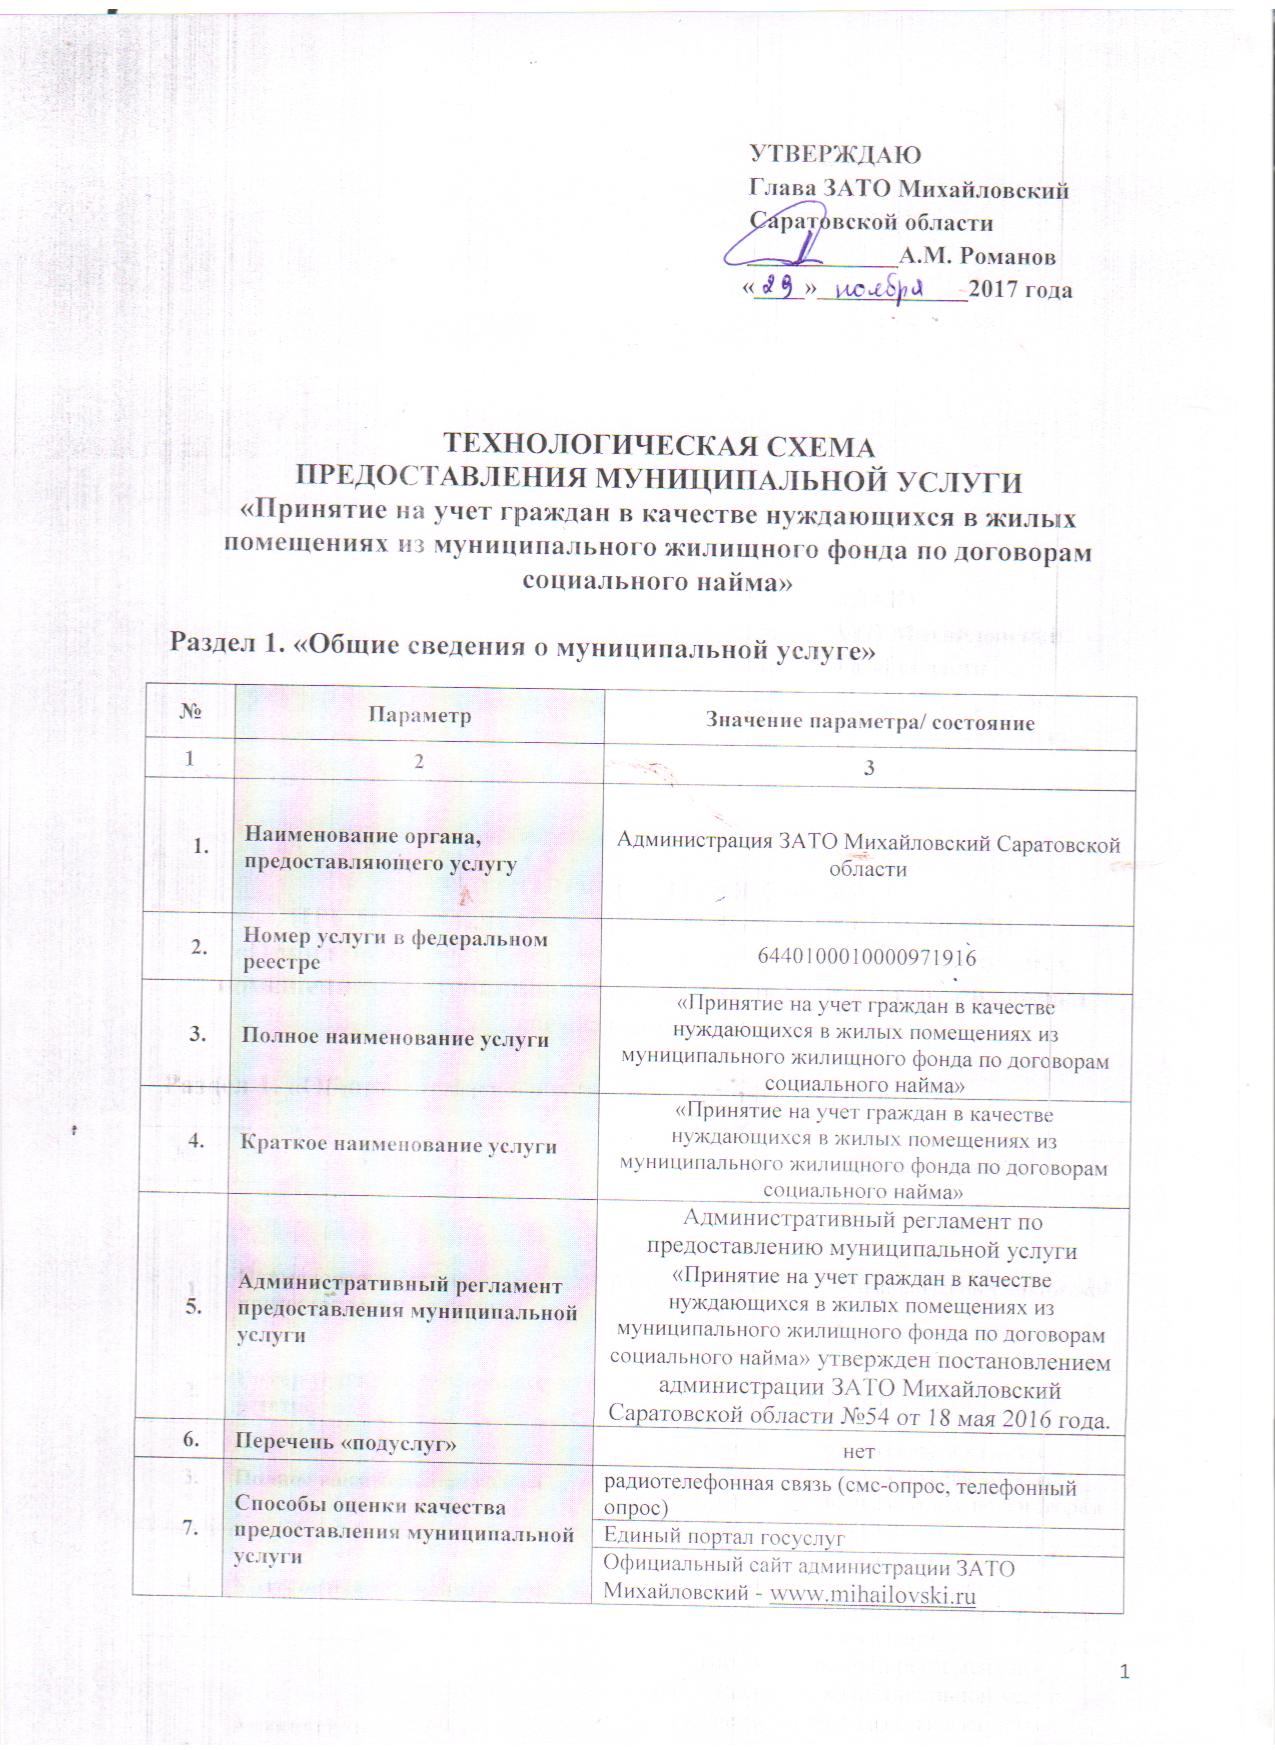 УТВЕРЖДАЮ
Глава ЗАТО Михайловский
Саратовской области
____________А.М. Романов
«29» ноября 2017 года
ТЕХНОЛОГИЧЕСКАЯ СХЕМА
ПРЕДОСТАВЛЕНИЯ МУНИЦИПАЛЬНОЙ УСЛУГИ
«Принятие на учет граждан в качестве нуждающихся в жилых
помещениях из муниципального жилищного фонда по договорам
социального найма»
Раздел 1. «Общие сведения о муниципальной услуге»
№ Параметр Значение параметра/ состояние
1 2 3
1. Наименование органа,
предоставляющего услугу
Администрация ЗАТО Михайловский Саратовской
области
2. Номер услуги в федеральном
реестре
6440100010000971916
3. Полное наименование услуги
«Принятие на учет граждан в качестве
нуждающихся в жилых помещениях из
муниципального жилищного фонда по договорам
социального найма»
4. Краткое наименование услуги
«Принятие на учет граждан в качестве
нуждающихся в жилых помещениях из
муниципального жилищного фонда по договорам
социального найма»
5. Административный регламент
предоставления муниципальной
услуги
Административный регламент по
предоставлению муниципальной услуги
«Принятие на учет граждан в качестве
нуждающихся в жилых помещениях из
муниципального жилищного фонда по договорам
социального найма» утвержден постановлением
администрации ЗАТО Михайловский
Саратовской области №54 от 18 мая 2016 года.
6. Перечень «подуслуг» нет
7. Способы оценки качества
предоставления муниципальной
услуги
радиотелефонная связь (смс-опрос, телефонный
опрос)
Единый портал госуслуг
Официальный сайт администрации ЗАТО
Михайловский - www.mihailovski.ru
1